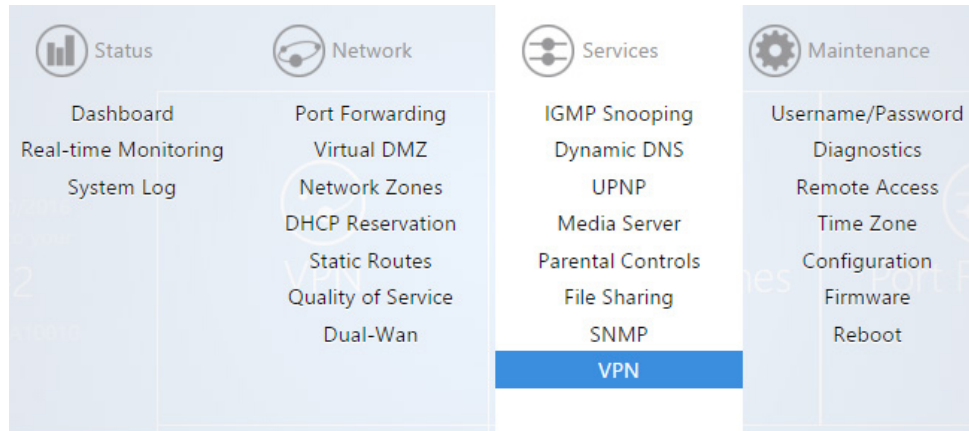 Status
Dashboard
Real-time Monitoring
System Log
Network
Port Forwarding
Virtual DMZ
Network Zones
DHCP Reservation
Static Routes
Quality of Service
Dual-Wan
Services
IGMP Snooping
Dynamic DNS
UPNP
Media Server
Parental Controls
File Sharing
SNMP
VPN
Maintenance
Username/Password
Diagnostics
Remote Access
Time Zone
Configuration
Firmware
Reboot
VPN